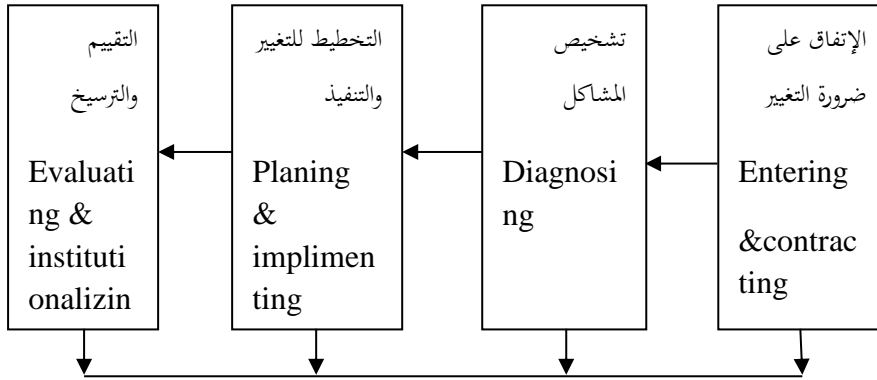 الإتفاق على
ضرورة التغيير
Entering
&contrac
ting
تشخيص
المشاكل
Diagnosi
ng
التخطيط للتغيير
والتنفيذ
Planing
&
implimen
ting
التقييم
والترسيخ
Evaluati
ng &
instituti
onalizin